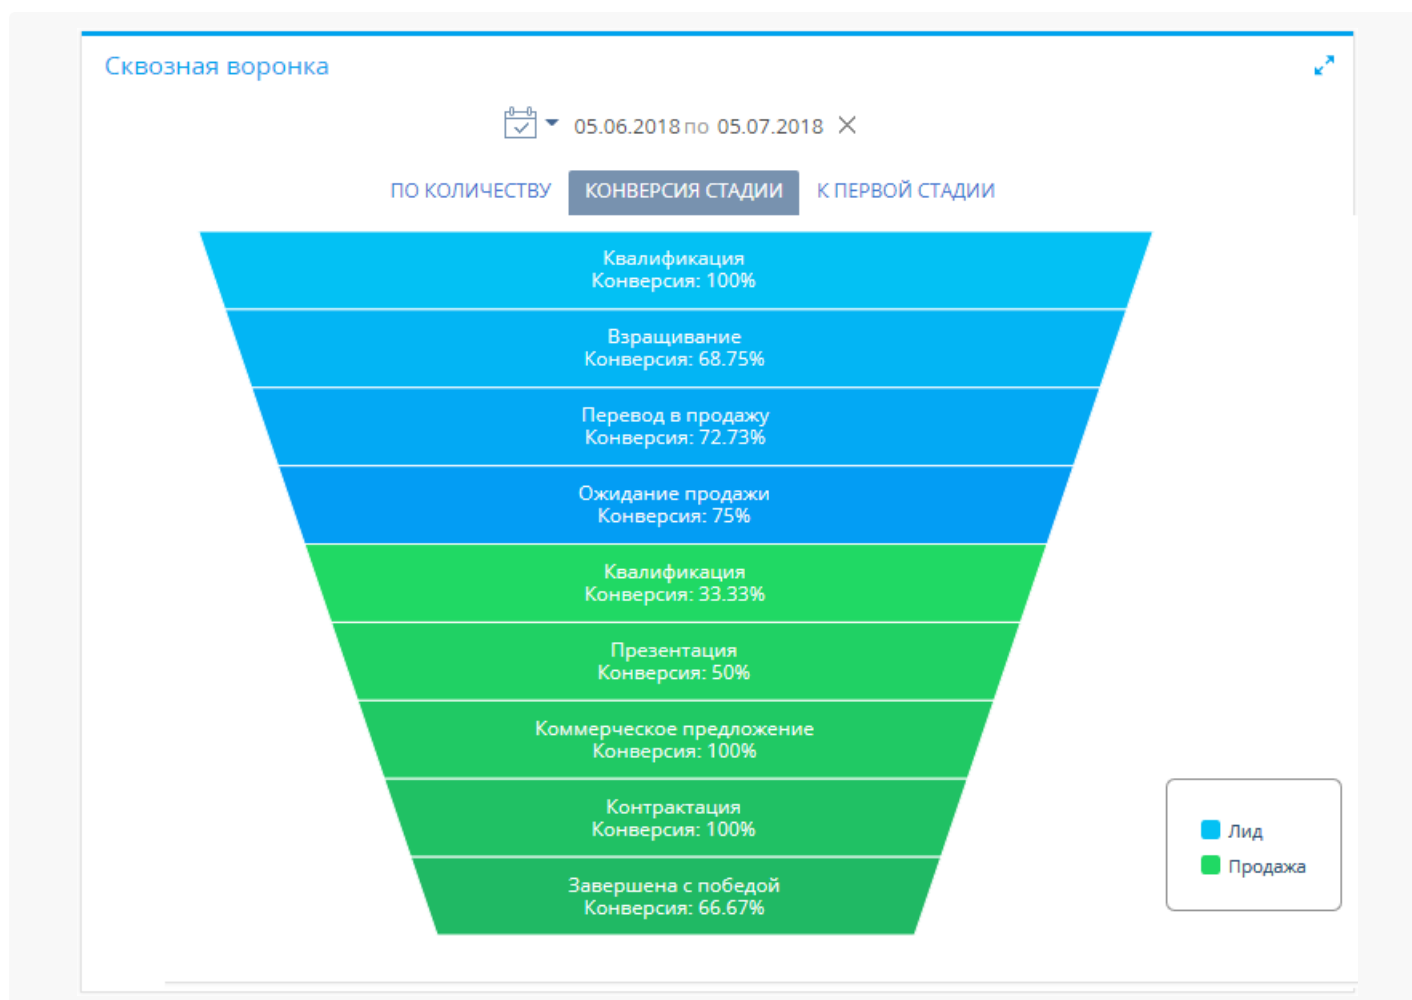 Сквозная воронка
05.06.2018 по 05.07.2018
ПО КОЛИЧЕСТВУ КОНВЕРСИЯ СТАДИИ К ПЕРВОЙ СТАДИИ
Квалификация
Конверсия: 100%
Взращивание
Конверсия: 68.75%
Перевод в продажу
Конверсия: 72.73%
Ожидание продажи
Конверсия: 75%
Квалификация
Конверсия: 33.33%
Презентация
Конверсия: 50%
Коммерческое предложение
Конверсия: 100%
Контрактация
Конверсия: 100%
Завершена с победой
Конверсия: 66.67%
Лид
Продажа